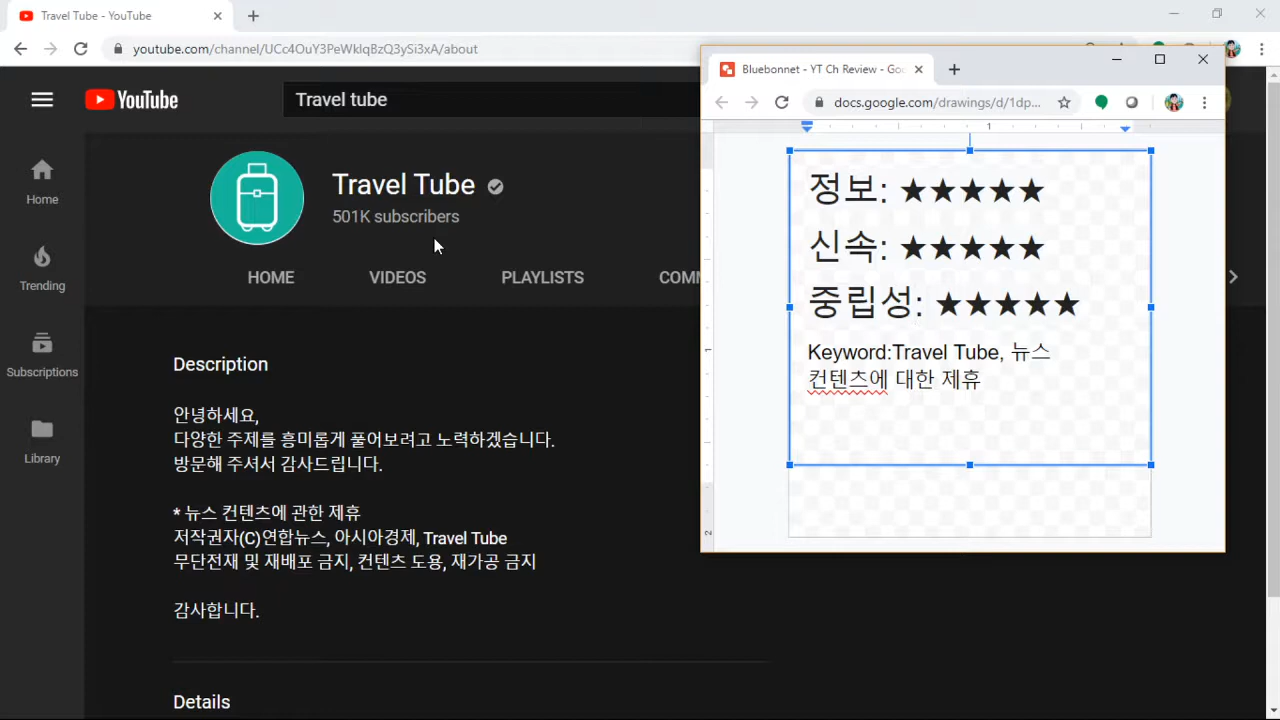 Travel Tube - YouTube
youtube.com/channel/UCc4OuY3PeWklqBzQ3ySi3xA/about
YouTube
Travel tube
Home
Trending
Subscriptions
Library
Travel Tube
501K subscribers
HOME
VIDEOS
PLAYLISTS
COMM
Description
안녕하세요,
다양한 주제를 흥미롭게 풀어보려고 노력하겠습니다.
방문해 주셔서 감사드립니다.
* 뉴스 컨텐츠에 관한 제휴
저작권자(C)연합뉴스, 아시아경제, Travel Tube
무단전재 및 재배포 금지, 컨텐츠 도용, 재가공 금지
감사합니다.
Details
Bluebonnet - YT Ch Review - Goo
docs.google.com/drawings/d/1dp...
1
정보: ★★★★★
신속: ★★★★★
중립성: ★★★★★
Keyword:Travel Tube, 뉴스
컨텐츠에 대한 제휴
1
2